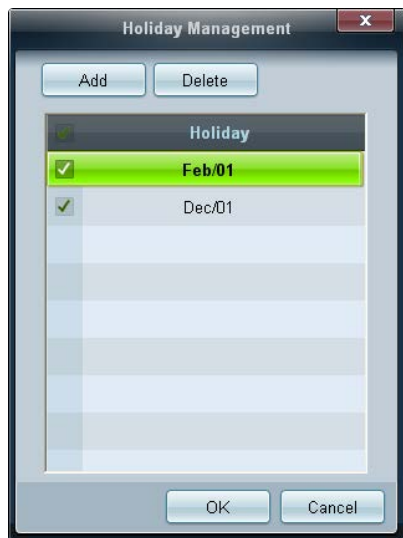 Holiday Management
x
Add Delete
Holiday
Feb/01
Dec/01
OK Cancel